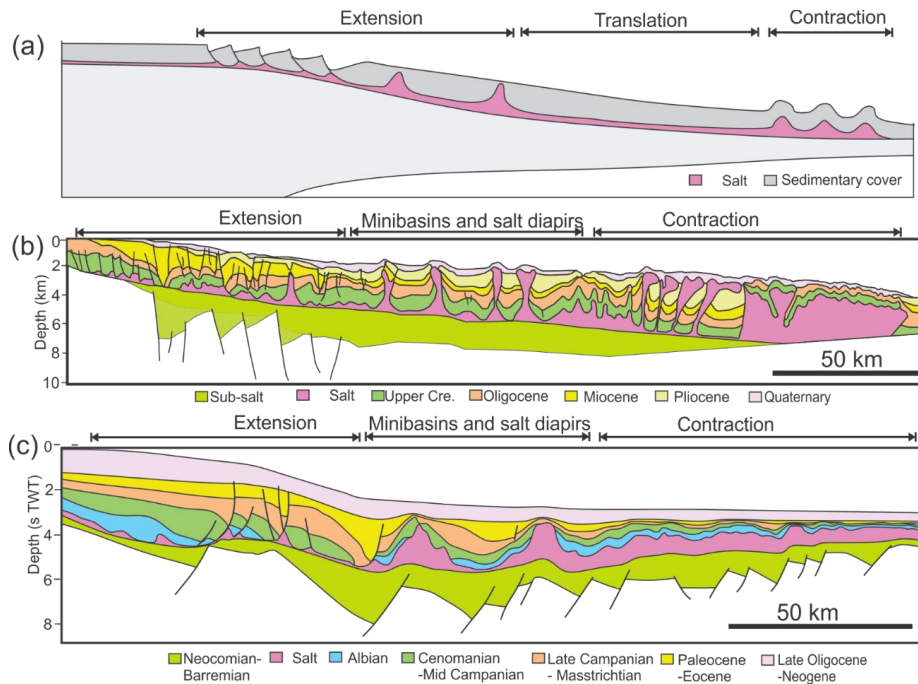 Extension Translation Contraction
(a)
Salt Sedimentary cover
Extension Minibasins and salt diapirs Contraction
(b)
0
2
4
6
8
10
Depth (km)
50 km
Sub-salt Salt Upper Cre. Oligocene Miocene Pliocene Quaternary
Extension Minibasins and salt diapirs Contraction
(c)
0
2
4
6
8
Depth (s TWT)
50 km
Neocomian- Salt Albian Cenomanian Late Campanian Paleocene Late Oligocene
Barremian -Mid Campanian - Masstrichtian -Eocene -Neogene